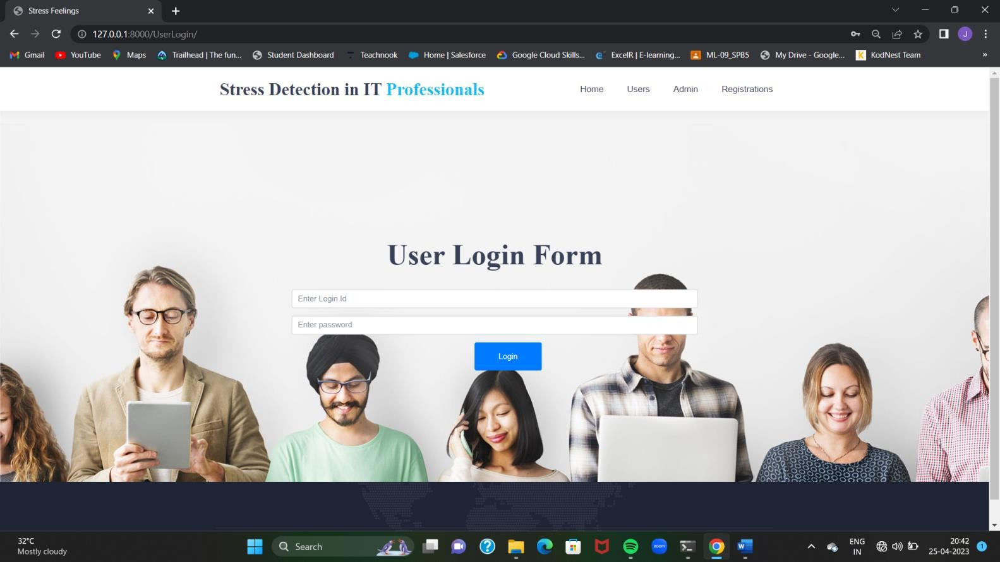 Stress Feelings
127.0.0.1:8000/UserLogin/
J
Gmail YouTube Maps Trailhead | The fun... Student Dashboard Teachnook Home | Salesforce Google Cloud Skills... ExcelR | E-learning... ML-09_SPB5 My Drive - Google... KodNest Team »
Stress Detection in IT Professionals
Home Users Admin Registrations
User Login Form
Enter Login Id
Enter password
Login
32°C
Mostly cloudy
Search
zoom
W
ENG
IN
20:42
25-04-2023
1